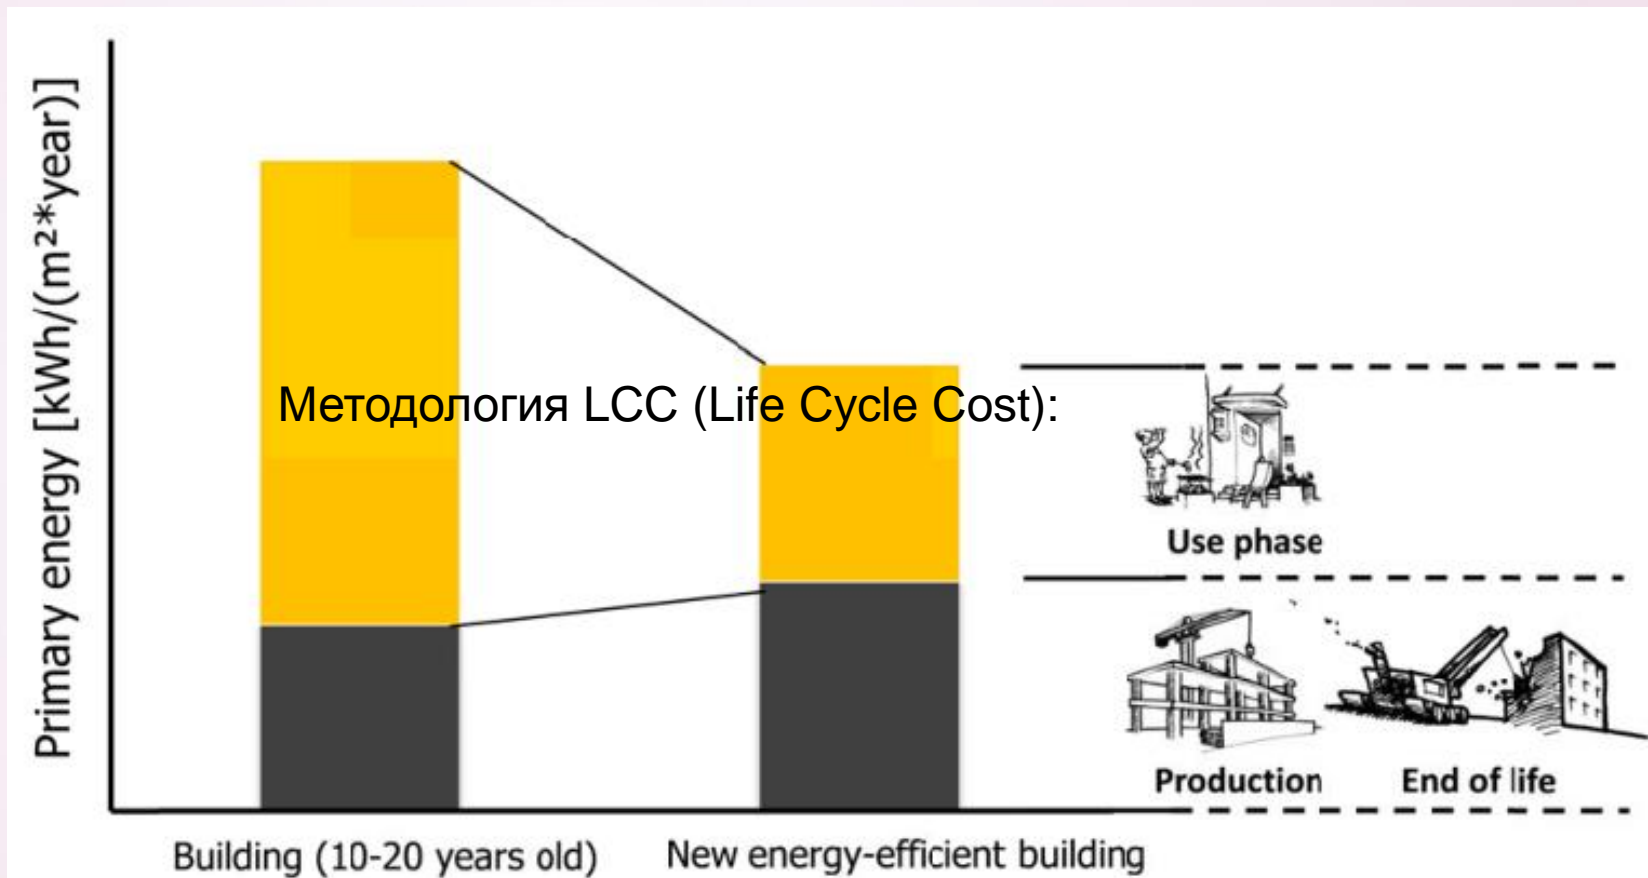 Primary energy [kWh/(m²*year)]
Методология LCC (Life Cycle Cost):
Use phase
Production
End of life
Building (10-20 years old)
New energy-efficient building